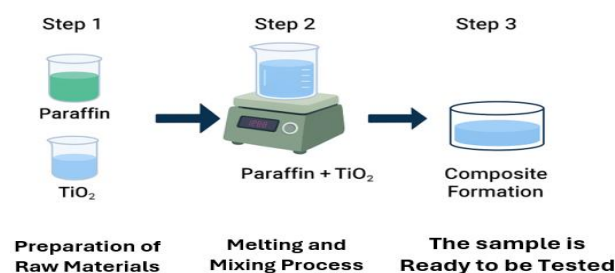 Step 1
Step 2
Step 3
Paraffin
TiO₂
Paraffin + TiO₂
Composite
Formation
Preparation of
Raw Materials
Melting and
Mixing Process
The sample is
Ready to be Tested